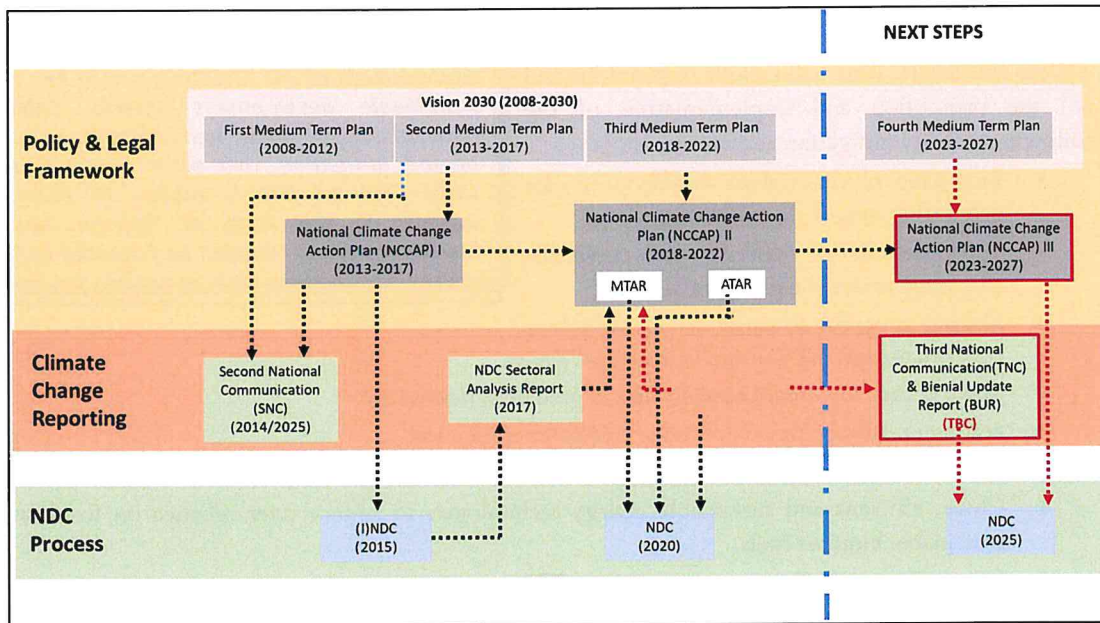 NEXT STEPS
Policy & Legal
Framework
Vision 2030 (2008-2030)
First Medium Term Plan
(2008-2012)
Second Medium Term Plan
(2013-2017)
Third Medium Term Plan
(2018-2022)
Fourth Medium Term Plan
(2023-2027)
National Climate Change
Action Plan (NCCAP) I
(2013-2017)
National Climate Change Action
Plan (NCCAP) II
(2018-2022)
MTAR
ATAR
National Climate Change
Action Plan (NCCAP) III
(2023-2027)
Climate
Change
Reporting
Second National
Communication
(SNC)
(2014/2025)
NDC Sectoral
Analysis Report
(2017)
Third National
Communication(TNC)
& Bienial Update
Report (BUR)
(TBC)
NDC
Process
(I)NDC
(2015)
NDC
(2020)
NDC
(2025)